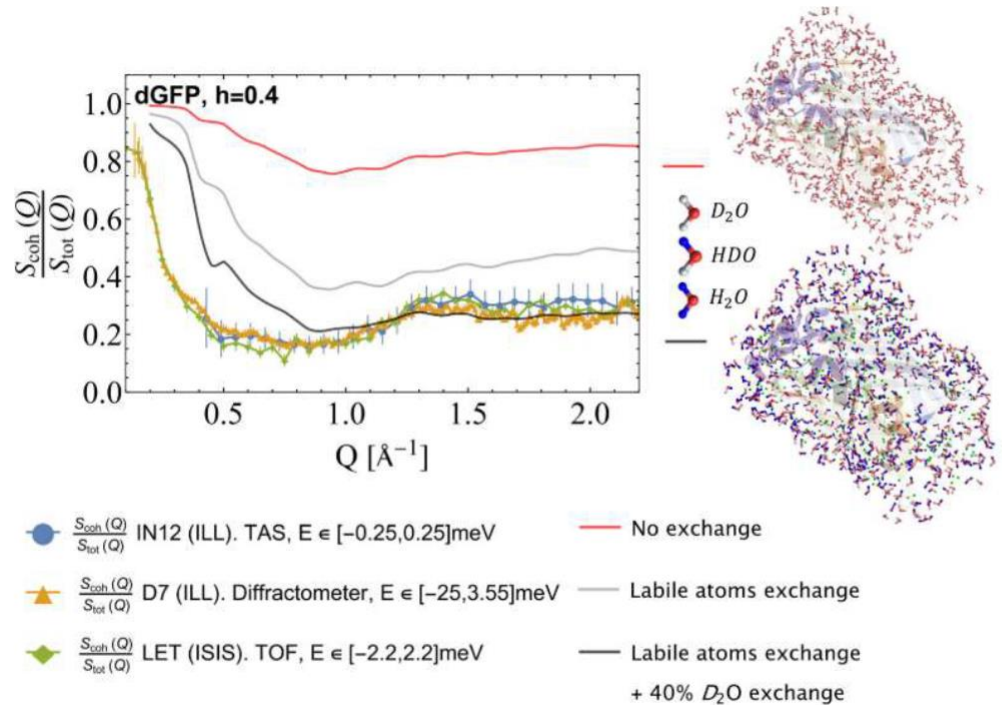 dGFP, h=0.4
1.0
0.8
0.6
0.4
0.2
0.0
S_coh(Q)
S_tot(Q)
0.5 1.0 1.5 2.0
Q [Å⁻¹]
D₂O
HDO
H₂O
S_coh(Q)/S_tot(Q) IN12 (ILL). TAS, E ∈ [-0.25,0.25]meV
No exchange
S_coh(Q)/S_tot(Q) D7 (ILL). Diffractometer, E ∈ [-25,3.55]meV
Labile atoms exchange
S_coh(Q)/S_tot(Q) LET (ISIS). TOF, E ∈ [-2.2,2.2]meV
Labile atoms exchange
+ 40% D₂O exchange